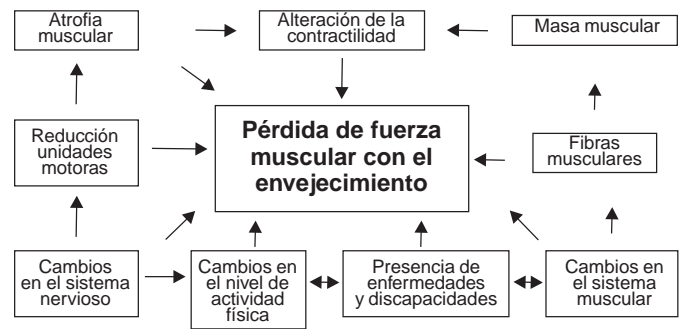 Atrofia
muscular
Alteración de la
contractilidad
Masa muscular
Reducción
unidades
motoras
Pérdida de fuerza
muscular con el
envejecimiento
Fibras
musculares
Cambios
en el sistema
nervioso
Cambios en
el nivel de
actividad
física
Presencia de
enfermedades
y discapacidades
Cambios en
el sistema
muscular